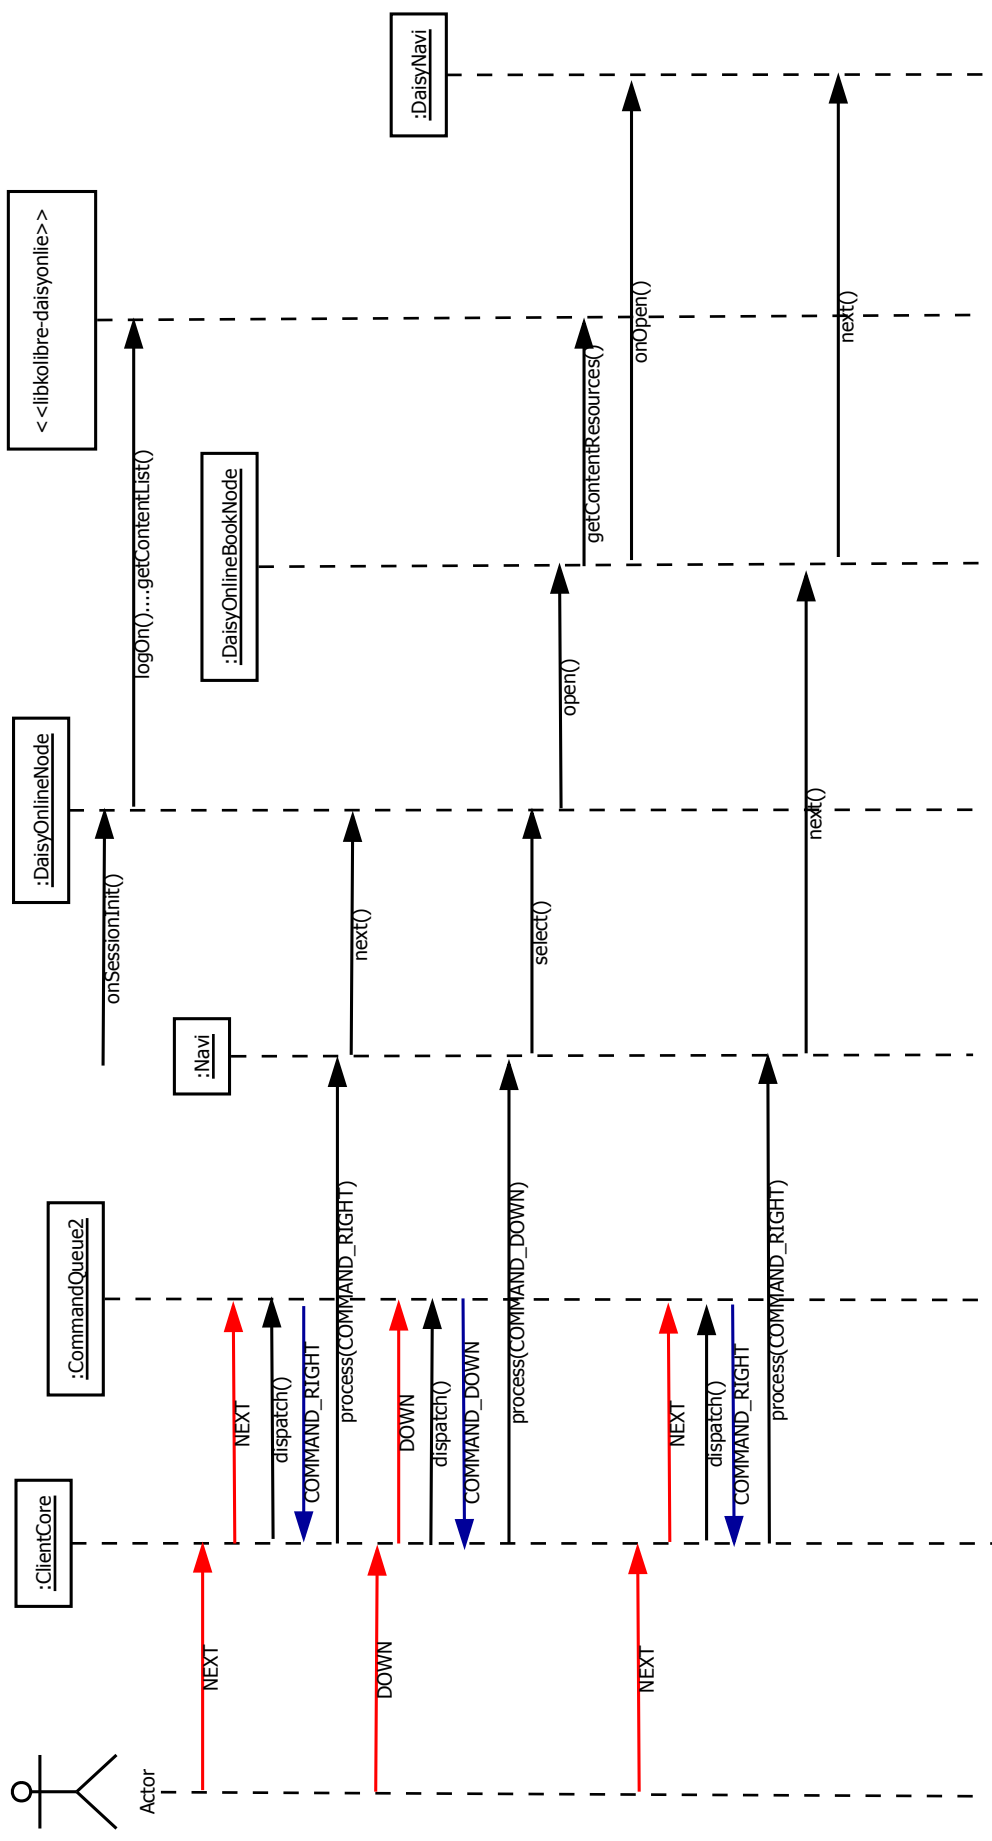 Actor
:ClientCore
:CommandQueue2
:Navi
:DaisyOnlineNode
:DaisyOnlineBookNode
<<libkolibre-daisyonlie>>
:DaisyNavi
onSessionInit()
logOn()....getContentList()
NEXT
NEXT
dispatch()
COMMAND_RIGHT
process(COMMAND_RIGHT)
next()
DOWN
DOWN
dispatch()
COMMAND_DOWN
process(COMMAND_DOWN)
select()
open()
getContentResources()
onOpen()
NEXT
NEXT
dispatch()
COMMAND_RIGHT
process(COMMAND_RIGHT)
next()
next()